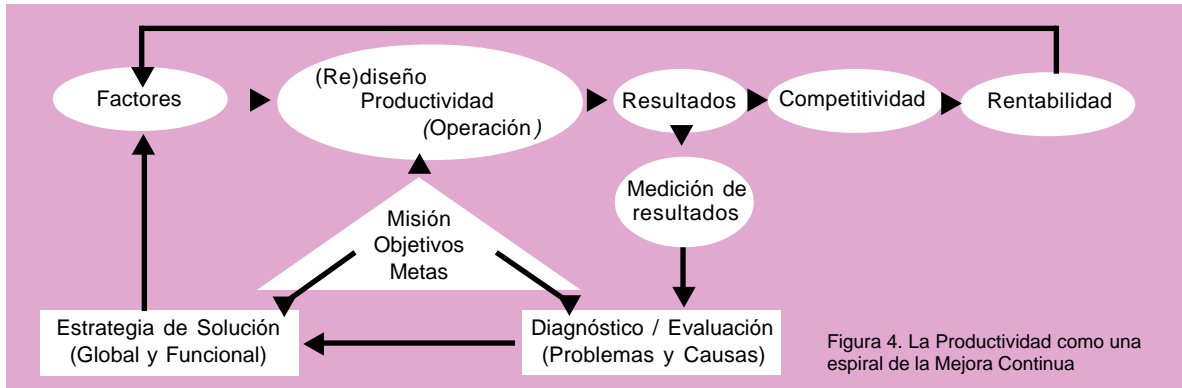 Factores
(Re)diseño
Productividad
(Operación)
Resultados
Competitividad
Rentabilidad
Medición de
resultados
Misión
Objetivos
Metas
Estrategia de Solución
(Global y Funcional)
Diagnóstico / Evaluación
(Problemas y Causas)
Figura 4. La Productividad como una
espiral de la Mejora Continua